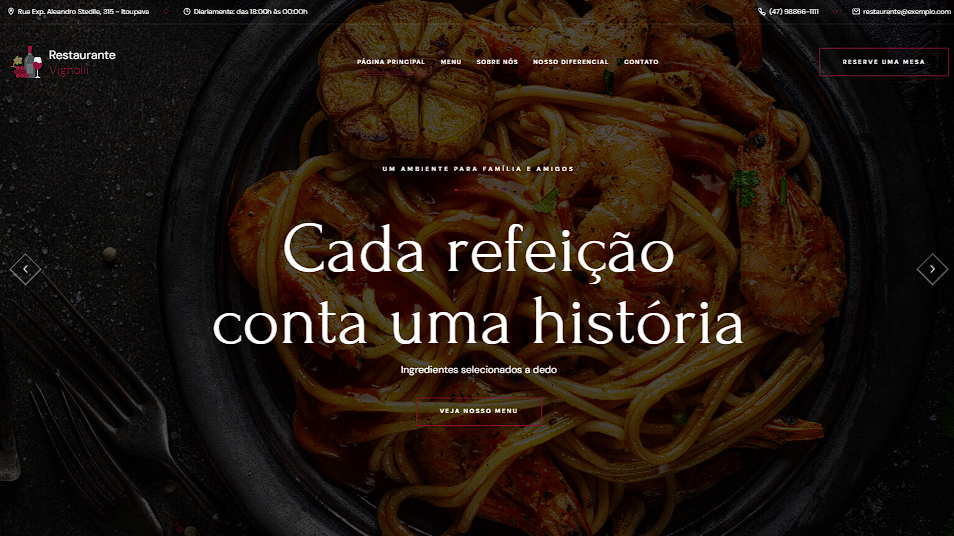 Rua Exp. Aleandro Stedile, 315 – Itoupava
Diariamente: das 18:00h às 00:00h
(47) 98866-1111
restaurante@exemplo.com
Restaurante
Vignolli
PÁGINA PRINCIPAL
MENU
SOBRE NÓS
NOSSO DIFERENCIAL
CONTATO
RESERVE UMA MESA
UM AMBIENTE PARA FAMÍLIA E AMIGOS
Cada refeição
conta uma história
Ingredientes selecionados a dedo
VEJA NOSSO MENU